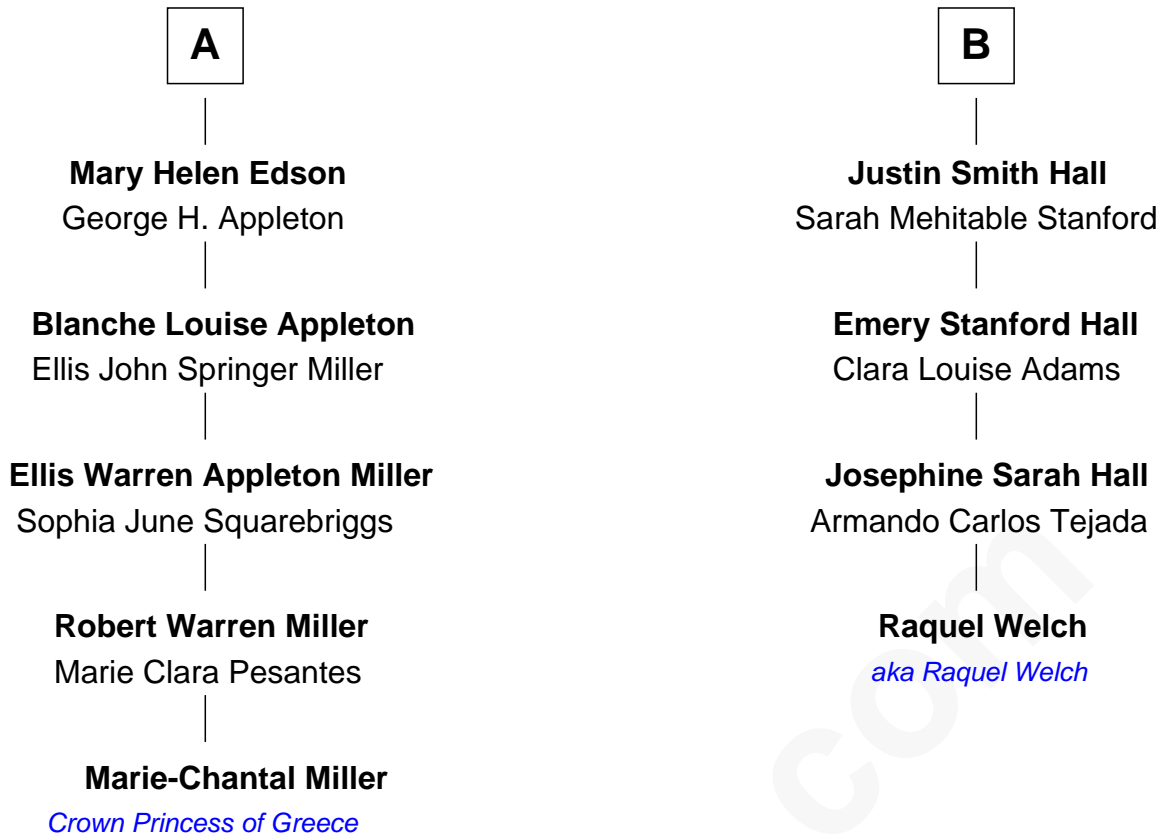 A
Mary Helen Edson
George H. Appleton
Blanche Louise Appleton
Ellis John Springer Miller
Ellis Warren Appleton Miller
Sophia June Squarebriggs
Robert Warren Miller
Marie Clara Pesantes
Marie-Chantal Miller
Crown Princess of Greece
B
Justin Smith Hall
Sarah Mehitable Stanford
Emery Stanford Hall
Clara Louise Adams
Josephine Sarah Hall
Armando Carlos Tejada
Raquel Welch
aka Raquel Welch
com